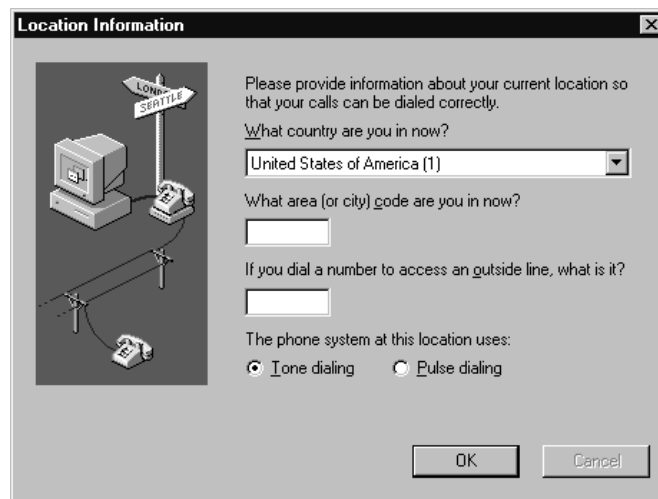 Location Information
LONDO
SEATTLE
Please provide information about your current location so
that your calls can be dialed correctly.
What country are you in now?
United States of America (1)
What area (or city) code are you in now?
If you dial a number to access an outside line, what is it?
The phone system at this location uses:
Tone dialing Pulse dialing
OK Cancel